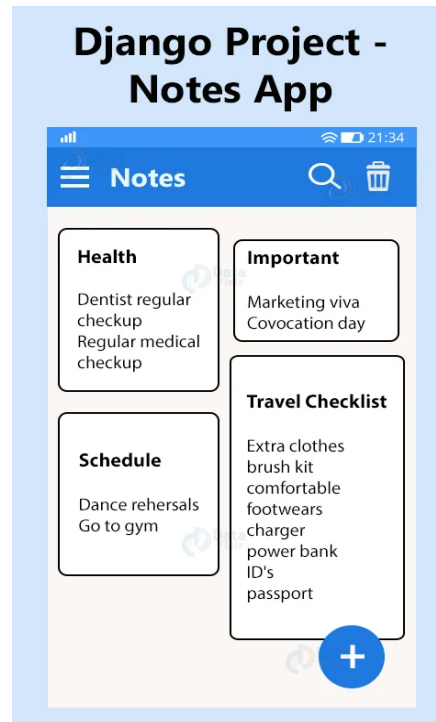 Django Project -
Notes App
21:34
Notes
Health
Dentist regular
checkup
Regular medical
checkup
Important
Marketing viva
Covocation day
Schedule
Dance rehersals
Go to gym
Travel Checklist
Extra clothes
brush kit
comfortable
footwears
charger
power bank
ID's
passport